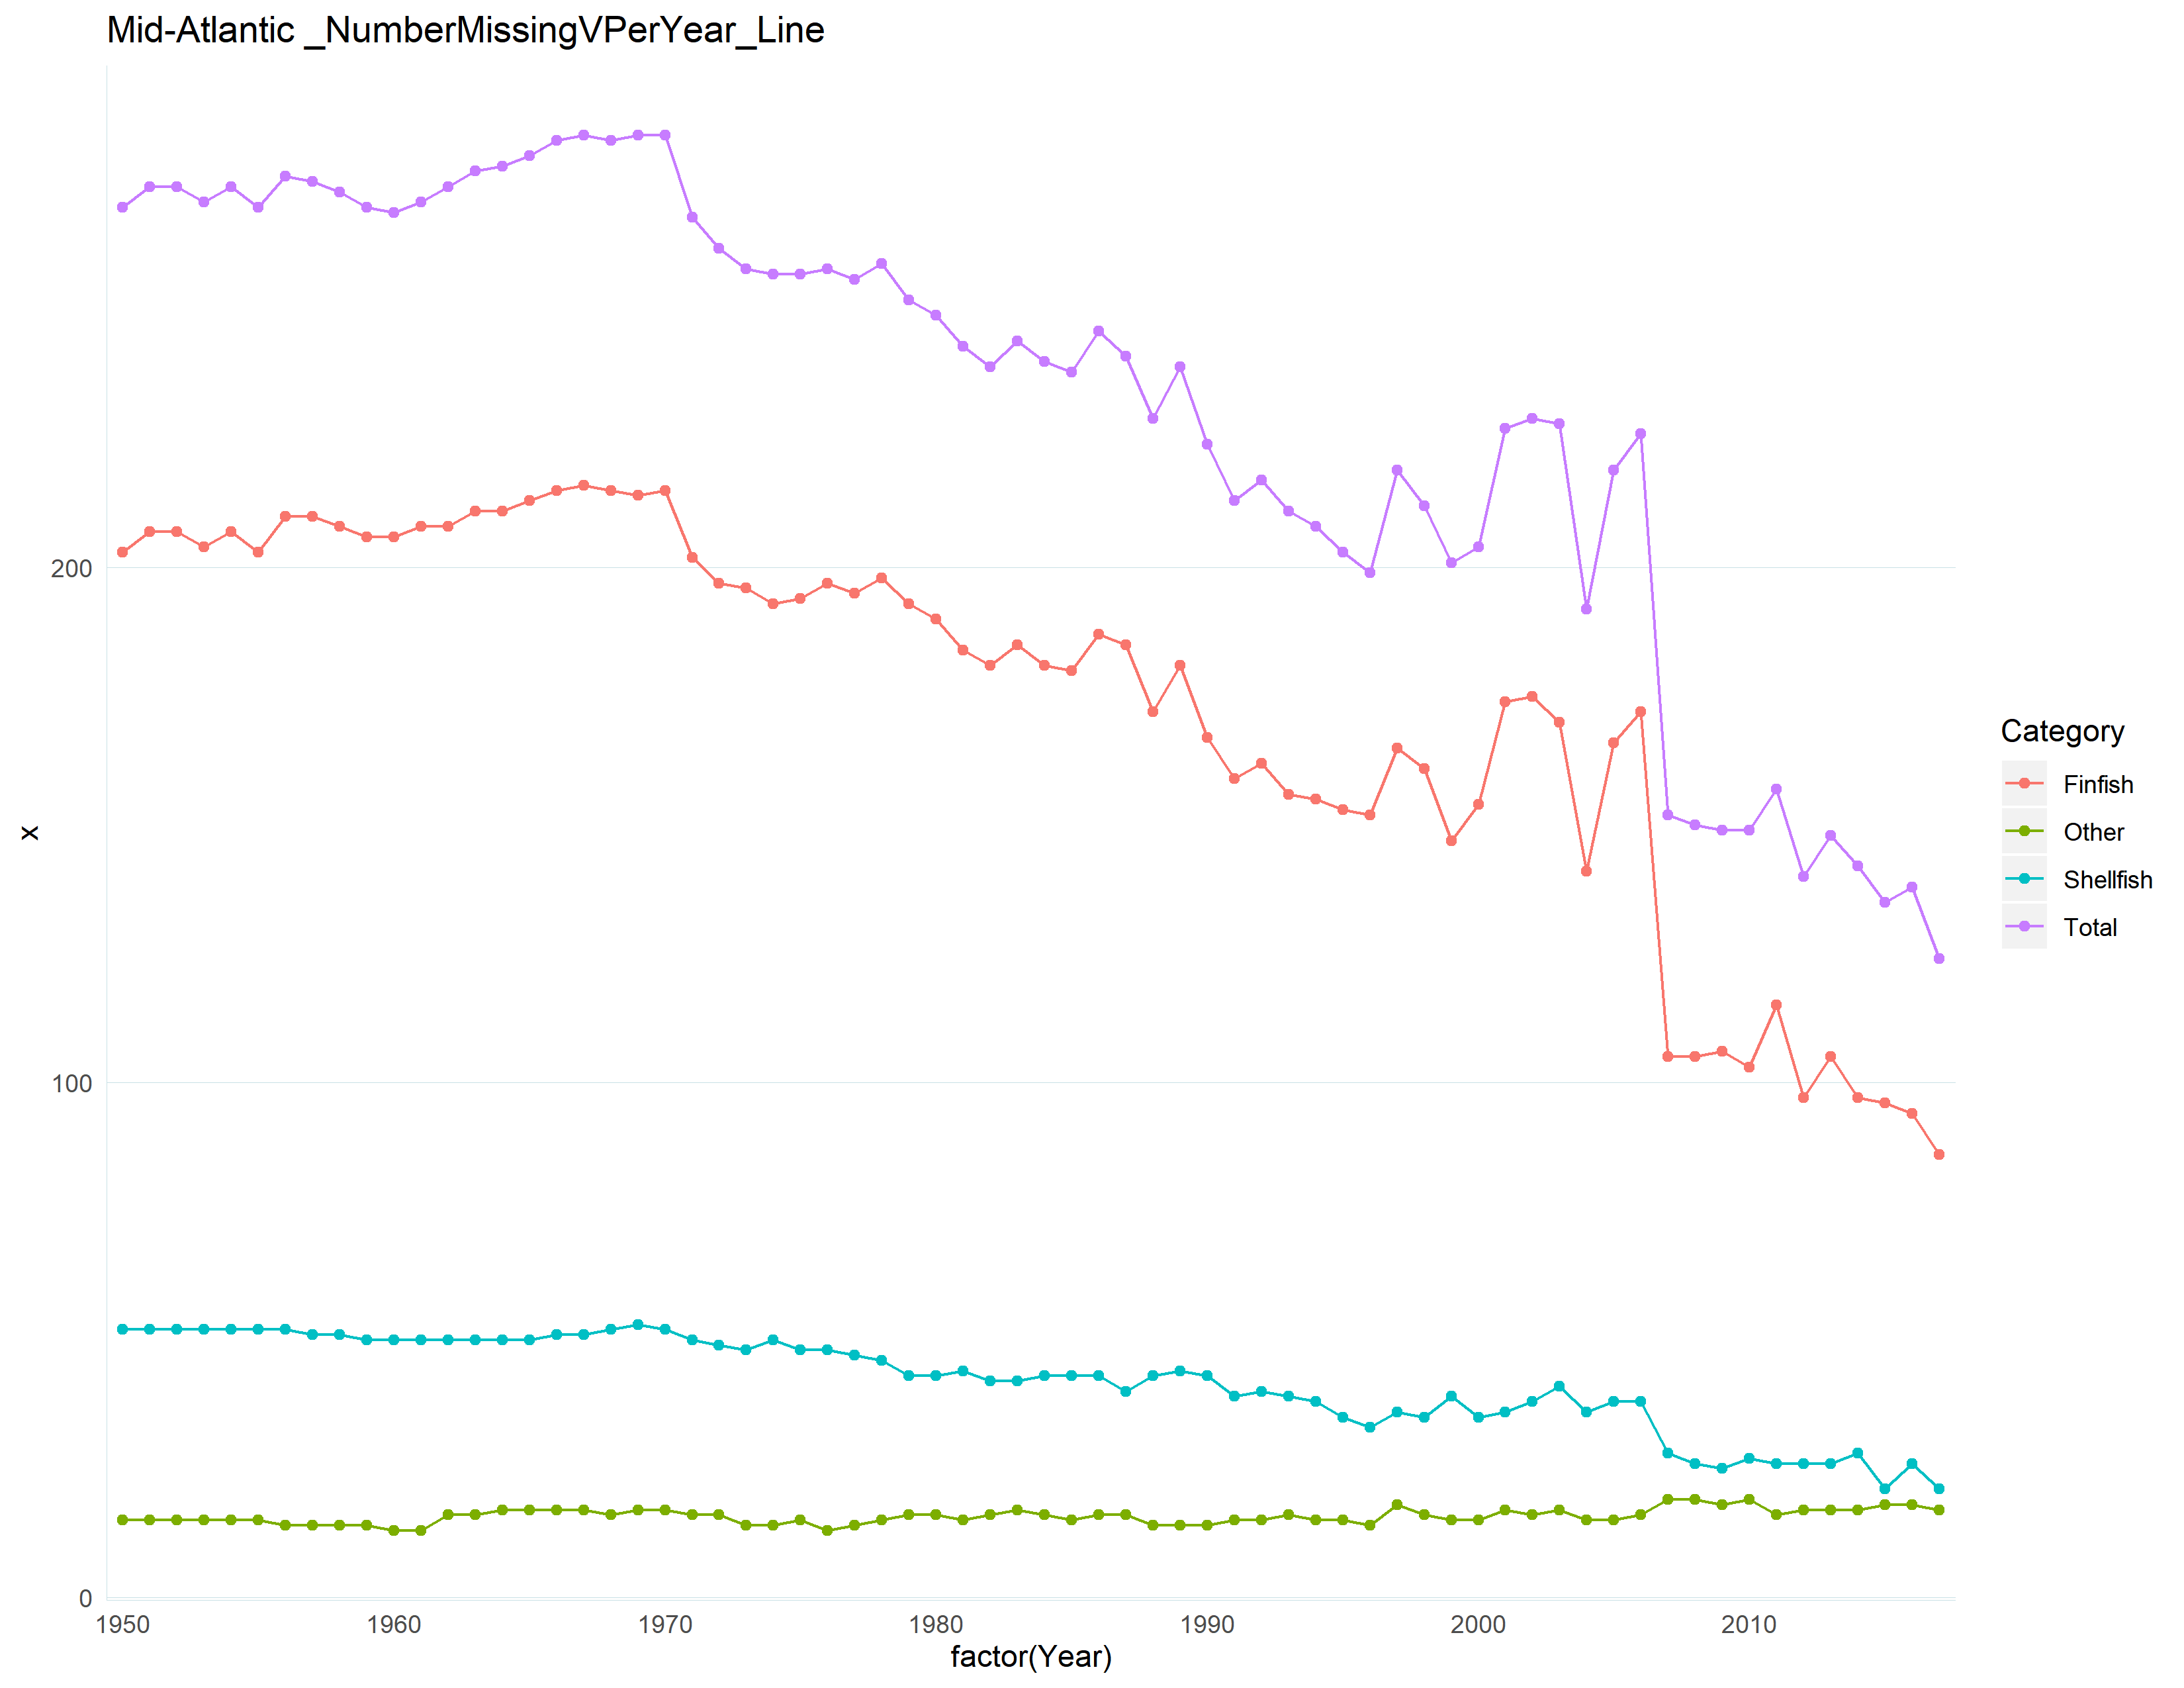 Mid-Atlantic _NumberMissingVPerYear_Line
200
100
0
x
1950 1960 1970 1980 1990 2000 2010
factor(Year)
Category
Finfish
Other
Shellfish
Total